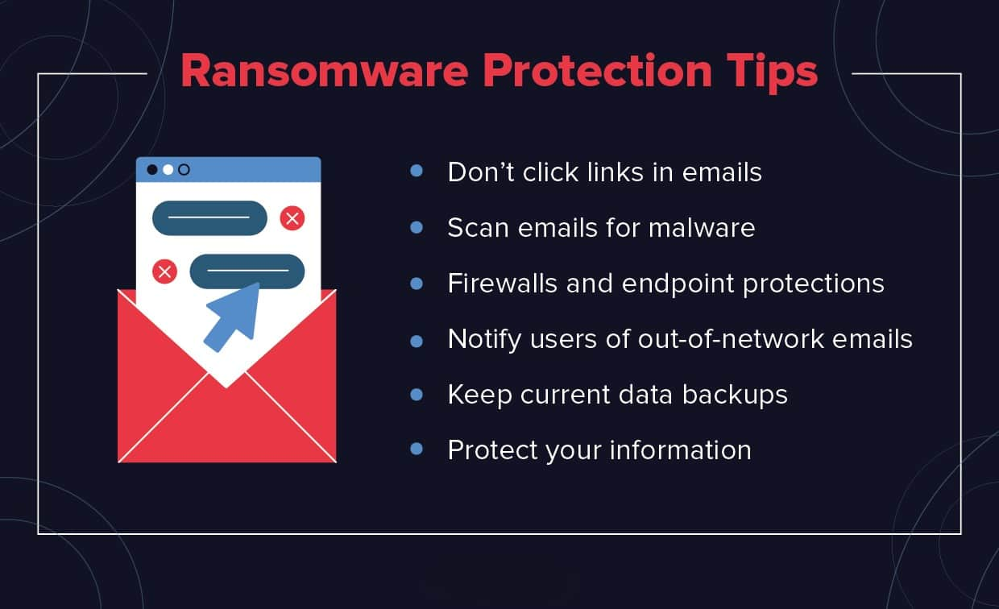 Ransomware Protection Tips
Don’t click links in emails
Scan emails for malware
Firewalls and endpoint protections
Notify users of out-of-network emails
Keep current data backups
Protect your information